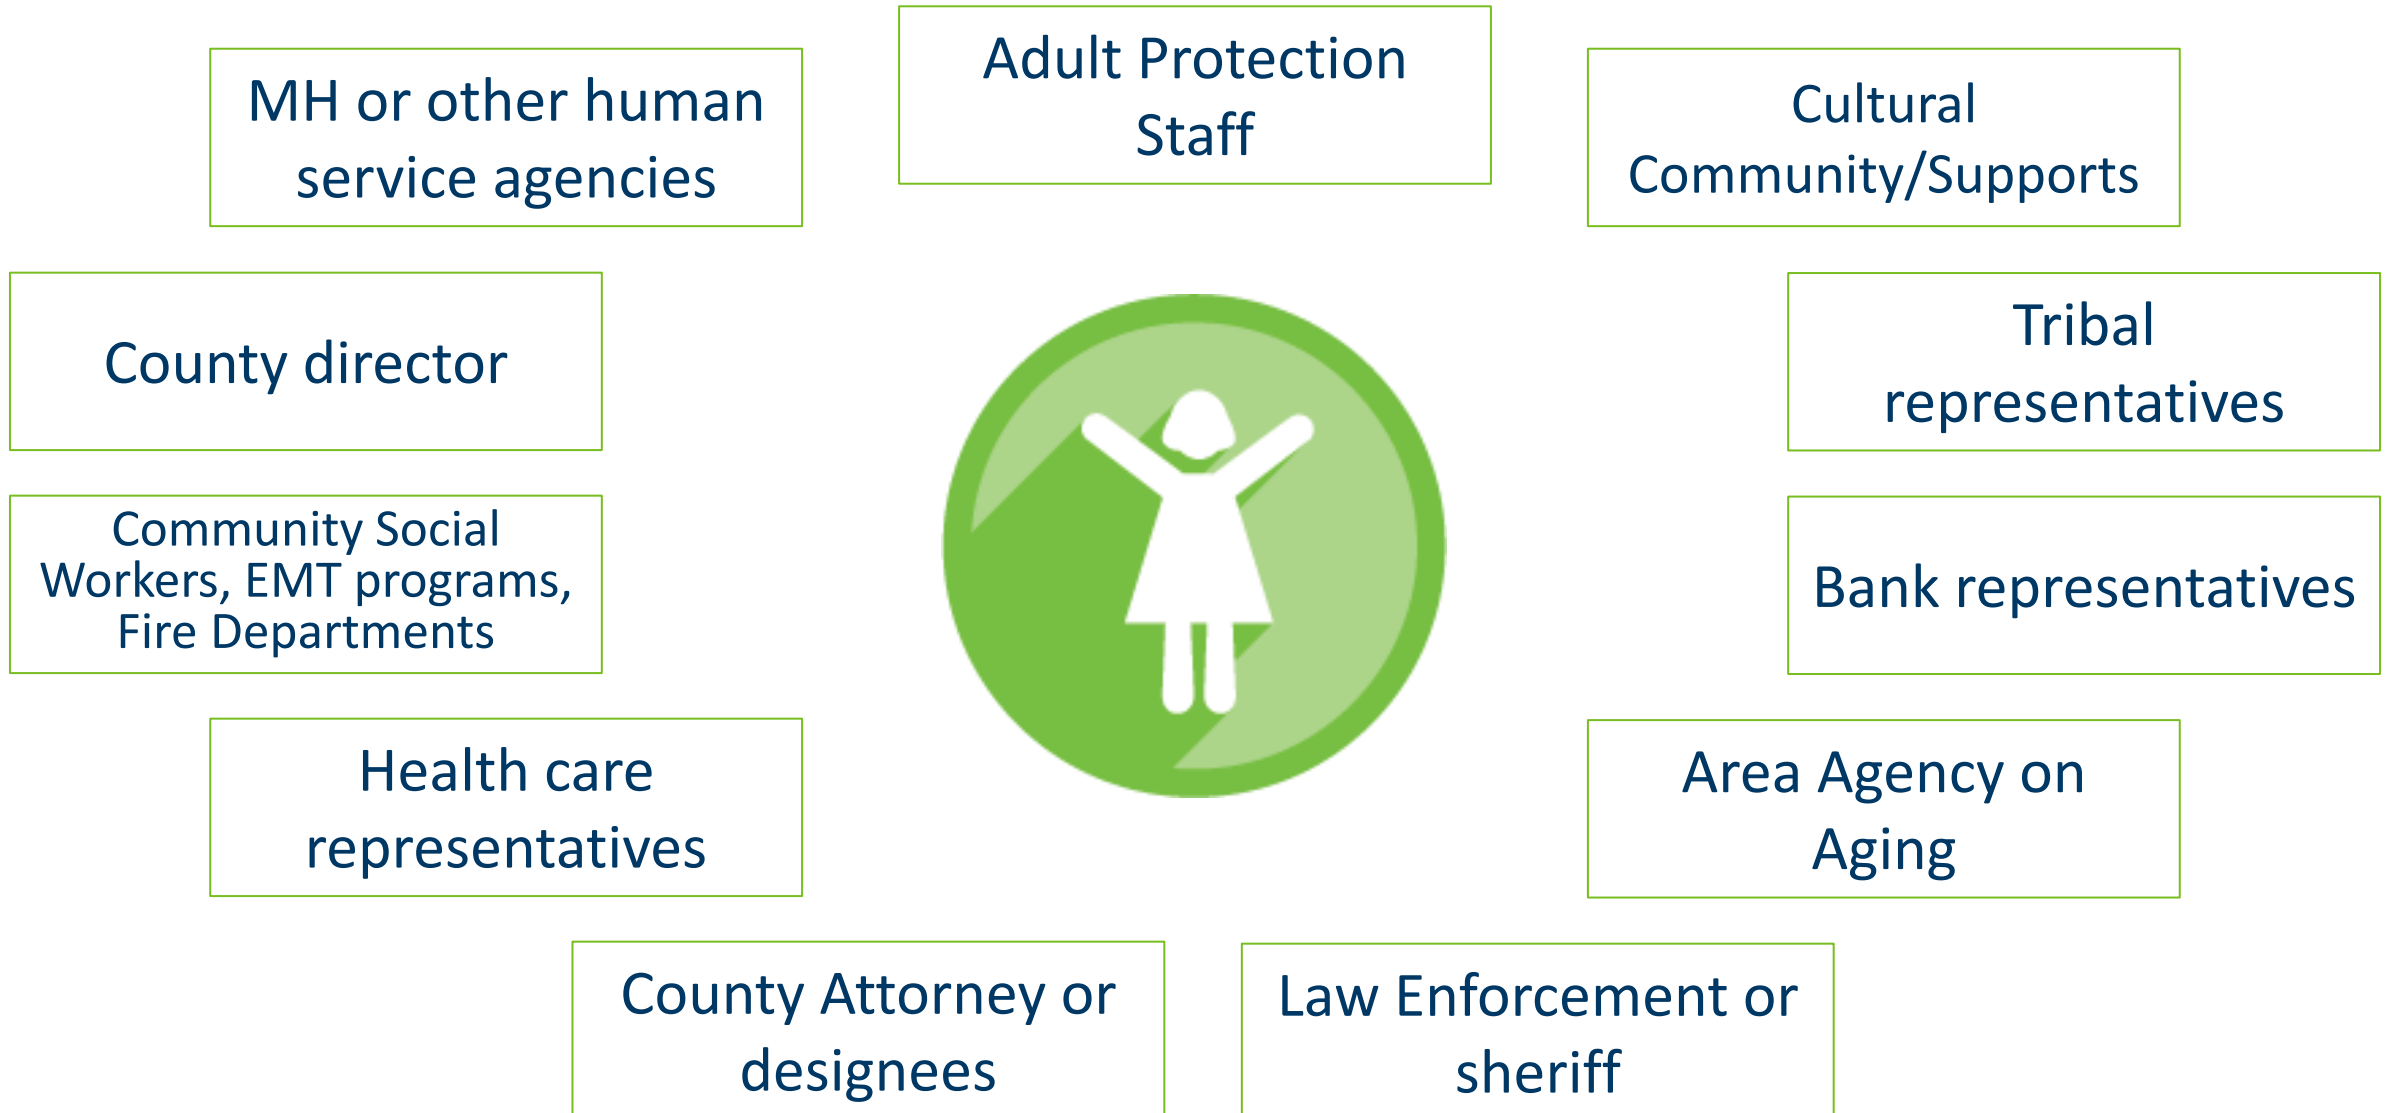 Adult Protection
Staff
MH or other human
service agencies
Cultural
Community/Supports
County director
Tribal
representatives
Community Social
Workers, EMT programs,
Fire Departments
Bank representatives
Health care
representatives
Area Agency on
Aging
County Attorney or
designees
Law Enforcement or
sheriff